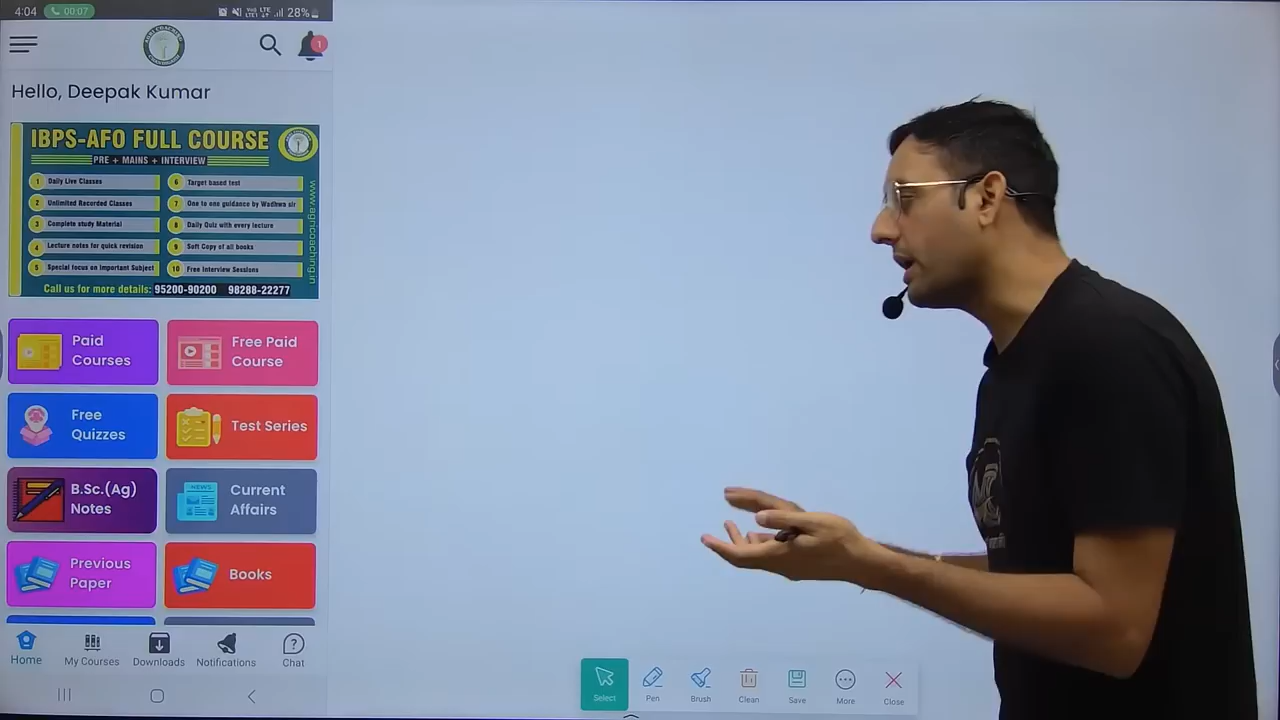 4:04 00:07 28%
1
Hello, Deepak Kumar
IBPS-AFO FULL COURSE
PRE + MAINS + INTERVIEW
1 Daily Live Classes
2 Unlimited Recorded Classes
3 Complete study Material
4 Lecture notes for quick revision
5 Special focus on important Subject
6 Target based test
7 One to one guidance by Wadhwa sir
8 Daily Quiz with every lecture
9 Soft Copy of all books
10 Free Interview Sessions
www.agricoaching.in
Call us for more details: 95200-90200 98288-22277
Paid
Courses
Free Paid
Course
Free
Quizzes
Test Series
B.Sc.(Ag)
Notes
NEWS
Current
Affairs
Previous
Paper
Books
Home
My Courses
Downloads
Notifications
Chat
Select
Pen
Brush
Clean
Save
More
Close